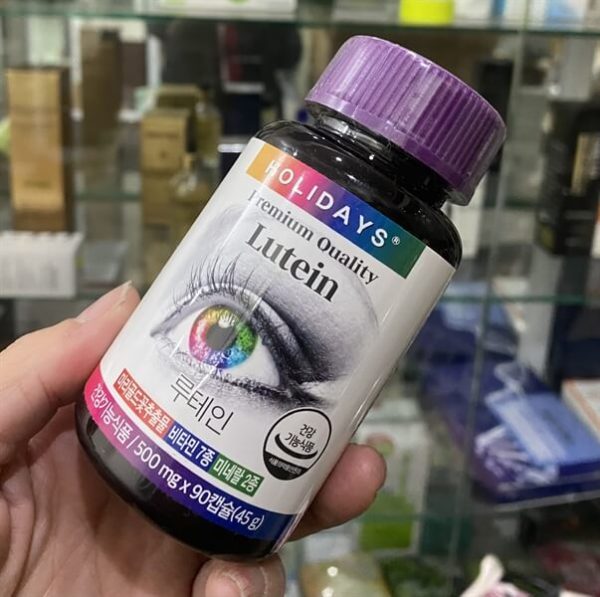 HOLIDAYS®
Premium Quality
Lutein
루테인
마리골드꽃추출물 비타민 7종 미네랄 2종
건강기능식품 / 500 mg x 90캡슐(45 g)
건강
기능식품